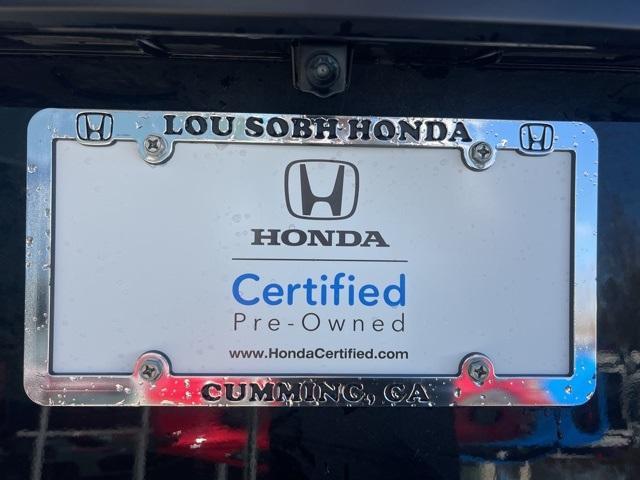 LOU SOBH HONDA
HONDA
Certified
Pre-Owned
www.HondaCertified.com
CUMMING, GA